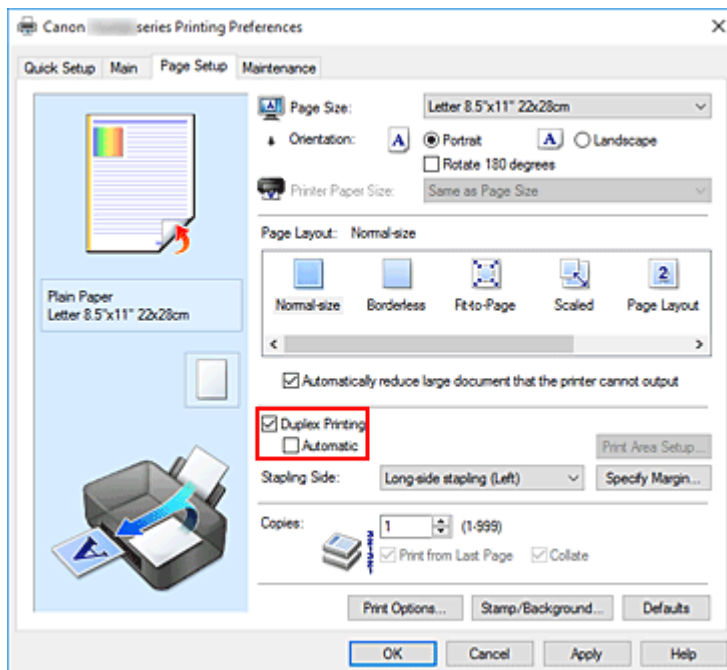 Canon series Printing Preferences
Quick Setup Main Page Setup Maintenance
Page Size: Letter 8.5"x11" 22x28cm
Orientation: A Portrait A Landscape
Rotate 180 degrees
Printer Paper Size: Same as Page Size
Page Layout: Normal-size
2
Normal-size Borderless Fit-to-Page Scaled Page Layout
Plain Paper
Letter 8.5"x11" 22x28cm
Automatically reduce large document that the printer cannot output
Duplex Printing
Automatic
Print Area Setup...
Stapling Side: Long-side stapling (Left) Specify Margin...
Copies: 1 (1-999)
Print from Last Page Collate
A
Print Options... Stamp/Background... Defaults
OK Cancel Apply Help